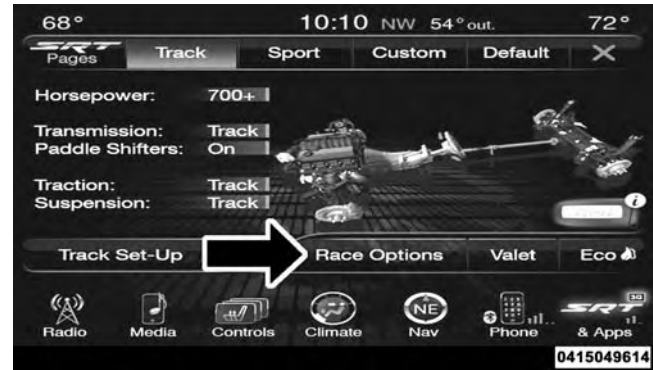 68° 10:10 NW 54° out. 72°
SRT Pages Track Sport Custom Default X
Horsepower: 700+
Transmission: Track
Paddle Shifters: On
Traction: Track
Suspension: Track
i
Track Set-Up Race Options Valet Eco
NE 3G
Radio Media Controls Climate Nav Phone SRT & Apps
0415049614